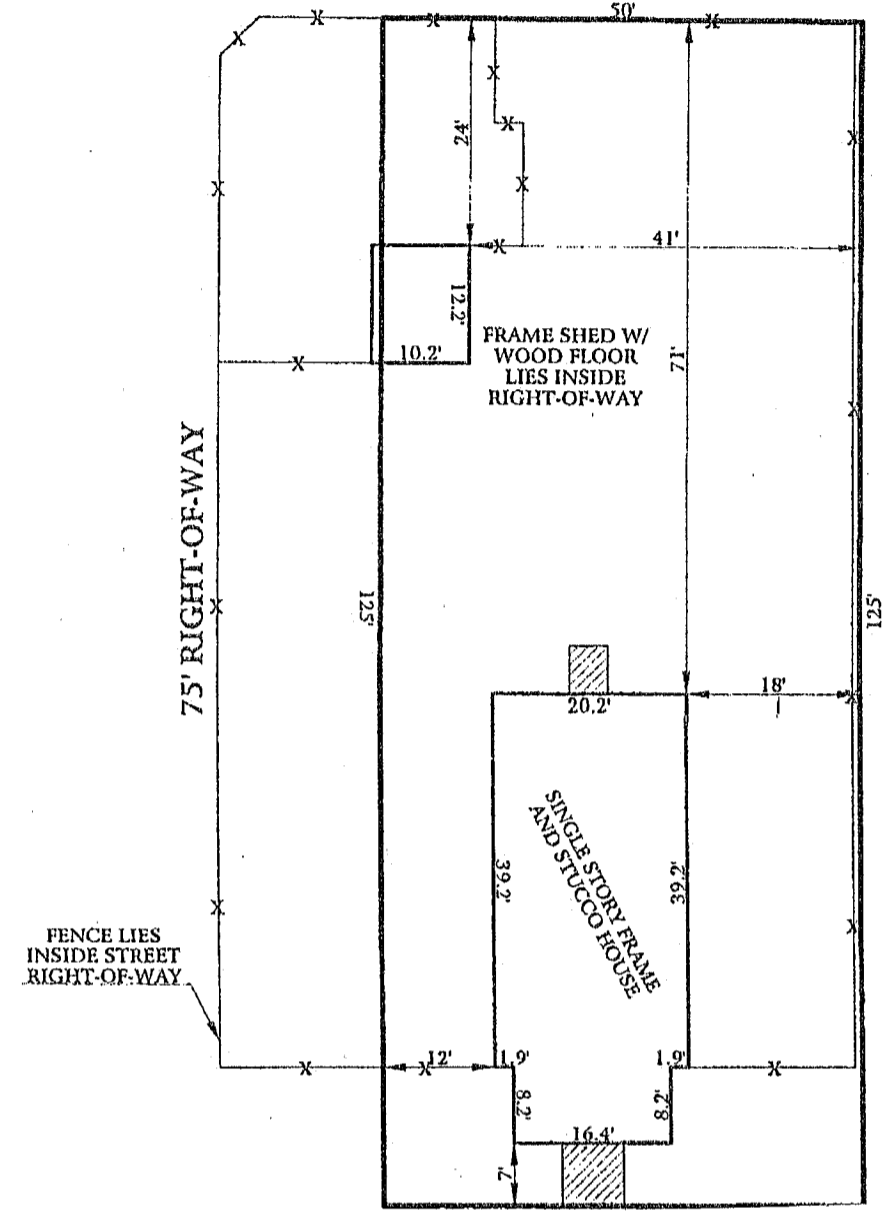 50'
24'
41'
12.2'
10.2'
FRAME SHED W/
WOOD FLOOR
LIES INSIDE
RIGHT-OF-WAY
71'
75' RIGHT-OF-WAY
125'
125'
18'
20.2'
SINGLE STORY FRAME
AND STUCCO HOUSE
39.2'
39.2'
FENCE LIES
INSIDE STREET
RIGHT-OF-WAY
12'
1.9'
1.9'
8.2'
8.2'
16.4'
7'